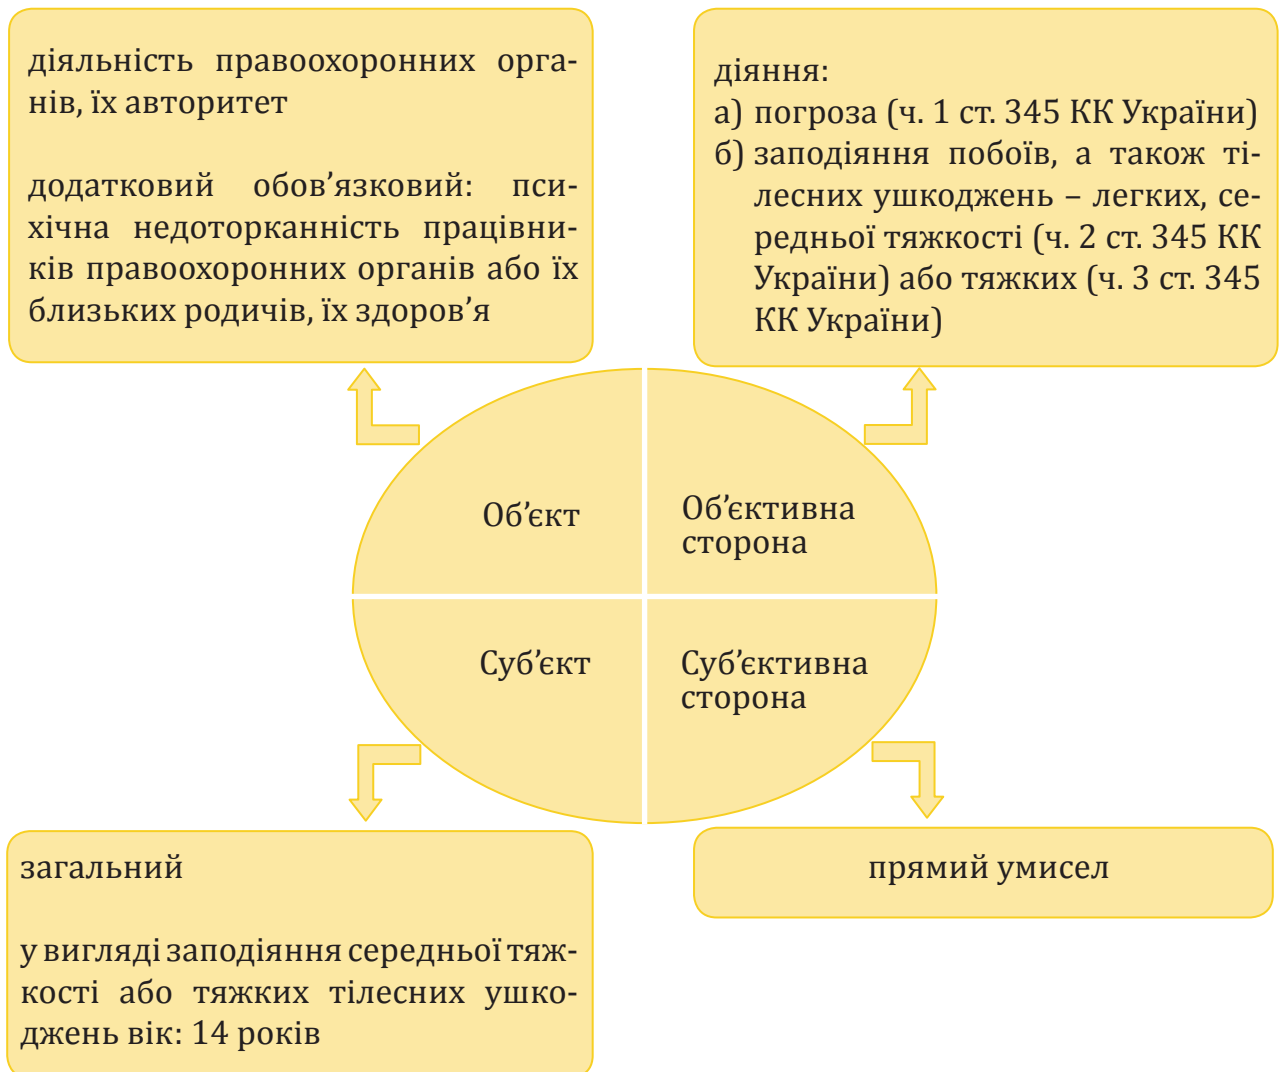 діяльність правоохоронних орга-
нів, їх авторитет
додатковий обов’язковий: пси-
хічна недоторканність працівни-
ків правоохоронних органів або їх
близьких родичів, їх здоров’я
діяння:
а) погроза (ч. 1 ст. 345 КК України)
б) заподіяння побоїв, а також ті-
лесних ушкоджень – легких, се-
редньої тяжкості (ч. 2 ст. 345 КК
України) або тяжких (ч. 3 ст. 345
КК України)
Об’єкт
Об’єктивна
сторона
Суб’єкт
Суб’єктивна
сторона
загальний
у вигляді заподіяння середньої тяж-
кості або тяжких тілесних ушко-
джень вік: 14 років
прямий умисел